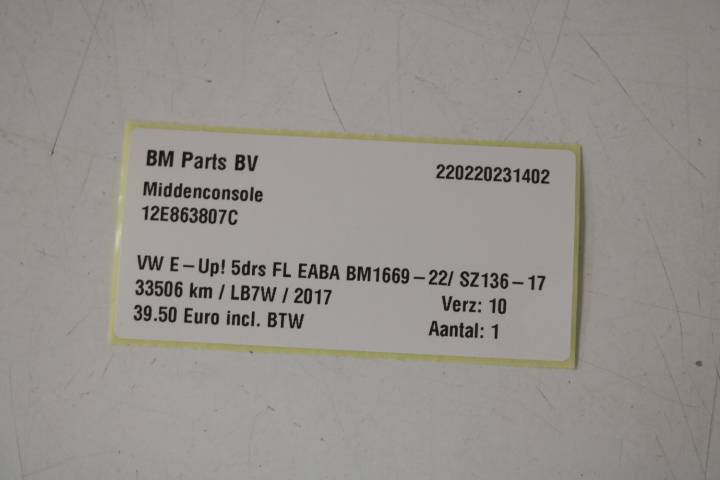 BM Parts BV 220220231402
Middenconsole
12E863807C
VW E-Up! 5drs FL EABA BM1669-22/ SZ136-17
33506 km / LB7W / 2017 Verz: 10
39.50 Euro incl. BTW Aantal: 1